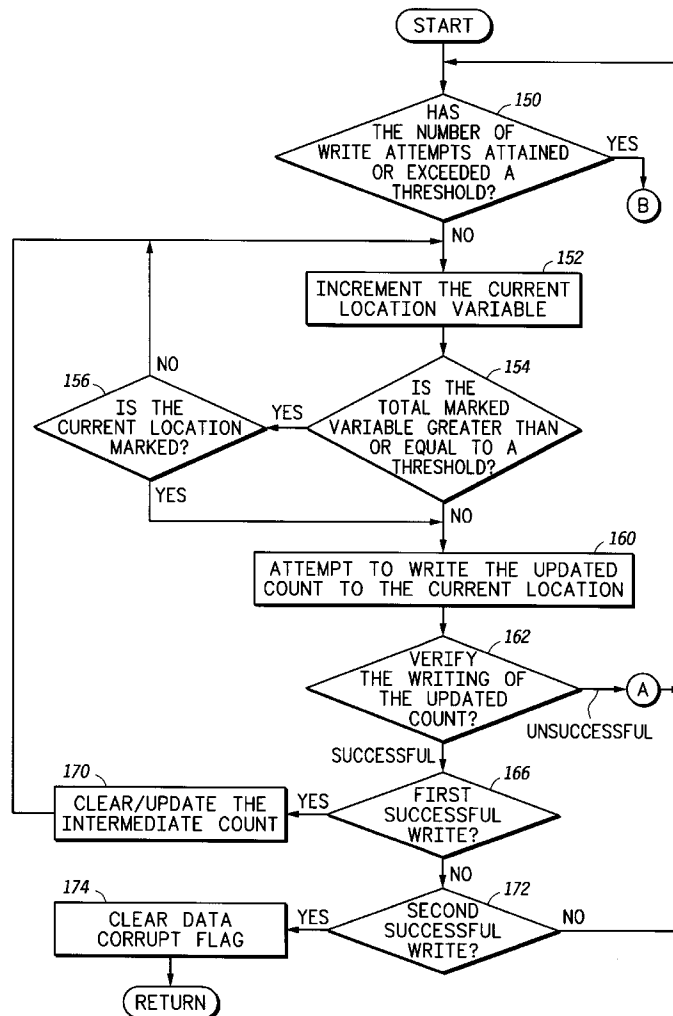 START
150
HAS
THE NUMBER OF
WRITE ATTEMPTS ATTAINED
OR EXCEEDED A
THRESHOLD?
YES
B
NO
152
INCREMENT THE CURRENT
LOCATION VARIABLE
154
IS THE
TOTAL MARKED
VARIABLE GREATER THAN
OR EQUAL TO A
THRESHOLD?
YES
NO
156
IS THE
CURRENT LOCATION
MARKED?
NO
YES
160
ATTEMPT TO WRITE THE UPDATED
COUNT TO THE CURRENT LOCATION
162
VERIFY
THE WRITING OF
THE UPDATED
COUNT?
A
UNSUCCESSFUL
SUCCESSFUL
166
FIRST
SUCCESSFUL
WRITE?
YES
170
CLEAR/UPDATE THE
INTERMEDIATE COUNT
NO
172
SECOND
SUCCESSFUL
WRITE?
NO
YES
174
CLEAR DATA
CORRUPT FLAG
RETURN